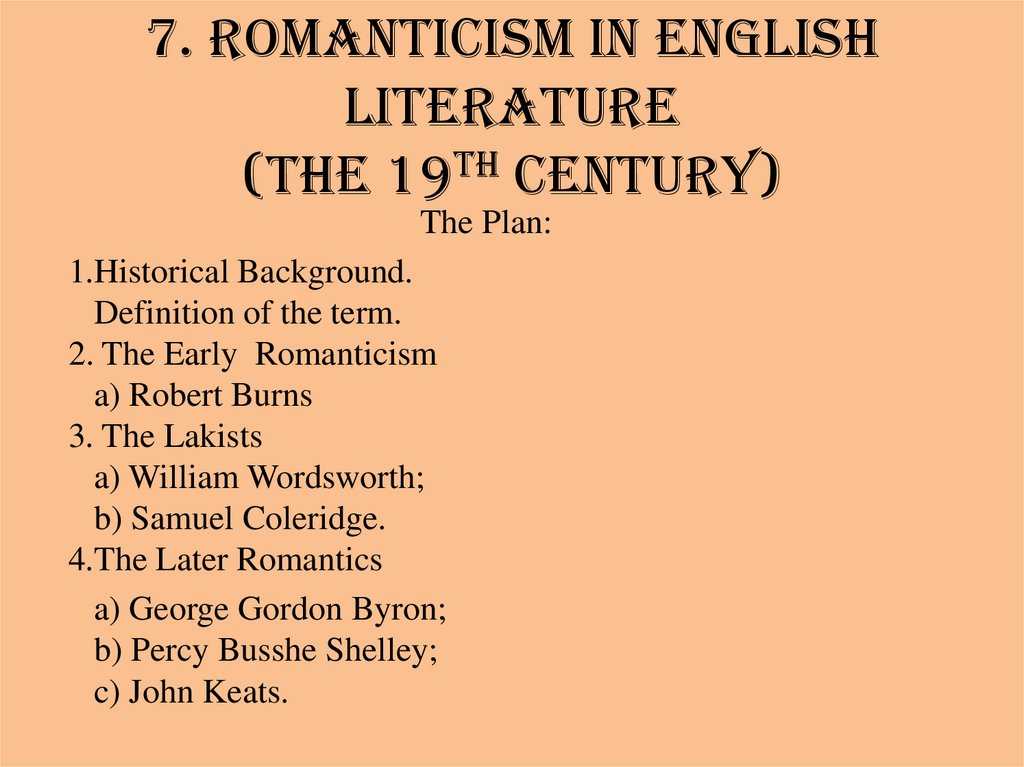 7. Romanticism in English
Literature
(the 19th century)
The Plan:
1.Historical Background.
Definition of the term.
2. The Early Romanticism
a) Robert Burns
3. The Lakists
a) William Wordsworth;
b) Samuel Coleridge.
4.The Later Romantics
a) George Gordon Byron;
b) Percy Busshe Shelley;
c) John Keats.